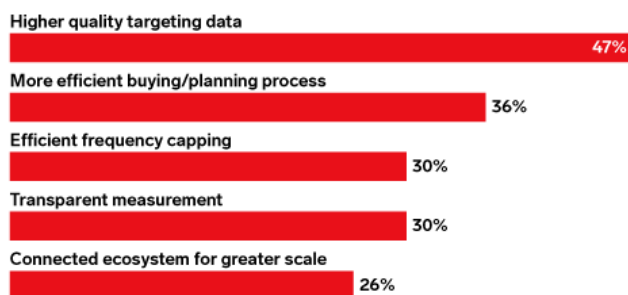 Higher quality targeting data
47%
More efficient buying/planning process
36%
Efficient frequency capping
30%
Transparent measurement
30%
Connected ecosystem for greater scale
26%